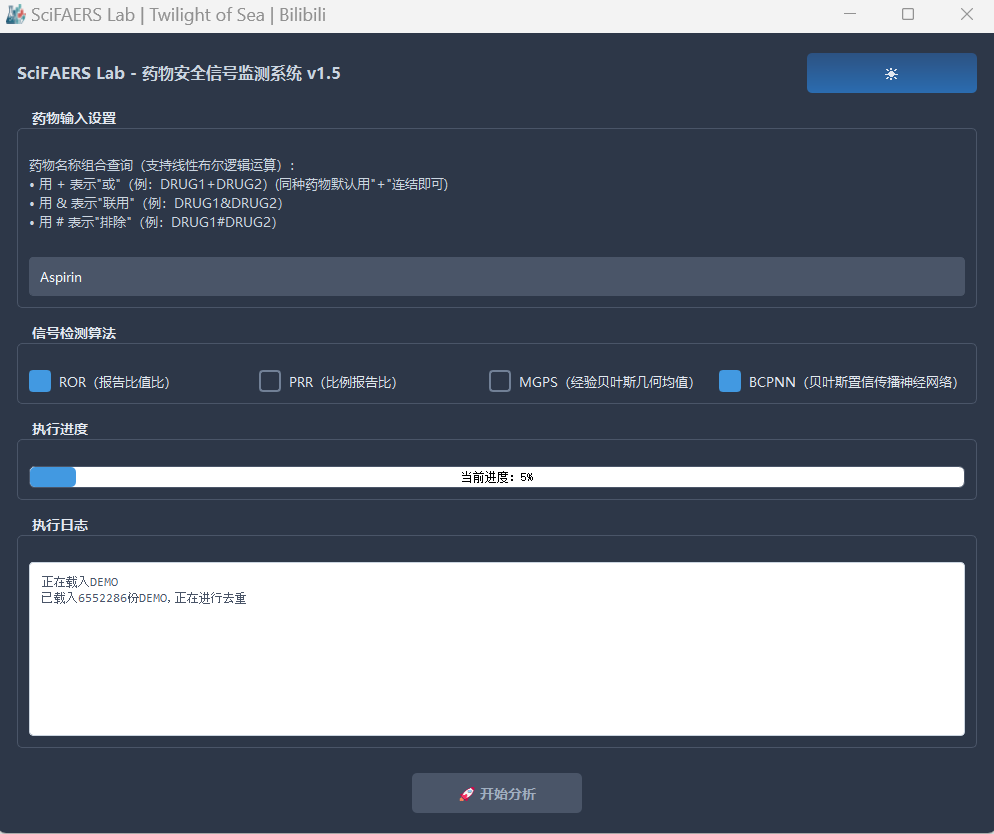 SciFAERS Lab | Twilight of Sea | Bilibili
SciFAERS Lab - 药物安全信号监测系统 v1.5
药物输入设置
药物名称组合查询（支持线性布尔逻辑运算）:
• 用 + 表示"或"（例：DRUG1+DRUG2）(同种药物默认用"+"连结即可)
• 用 & 表示"联用"（例：DRUG1&DRUG2）
• 用 # 表示"排除"（例：DRUG1#DRUG2）
Aspirin
信号检测算法
ROR（报告比值比）
PRR（比例报告比）
MGPS（经验贝叶斯几何均值）
BCPNN（贝叶斯置信传播神经网络）
执行进度
当前进度：5%
执行日志
正在载入DEMO
已载入6552286份DEMO，正在进行去重
开始分析